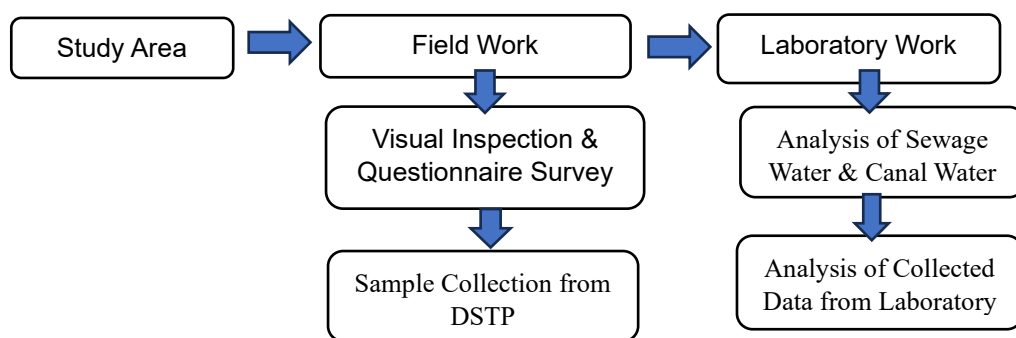 Study Area
Field Work
Laboratory Work
Visual Inspection &
Questionnaire Survey
Analysis of Sewage
Water & Canal Water
Sample Collection from
DSTP
Analysis of Collected
Data from Laboratory